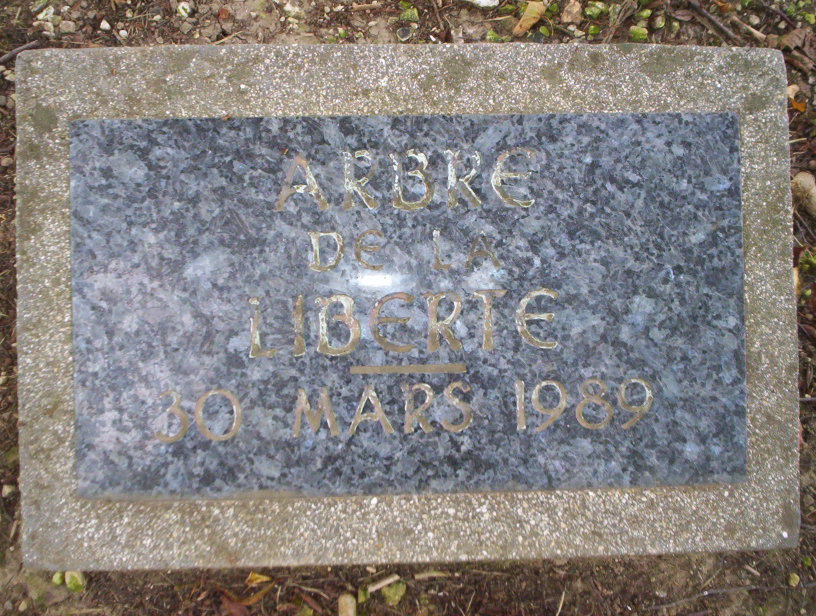 ARBRE
DE LA
LIBERTE
30 MARS 1989